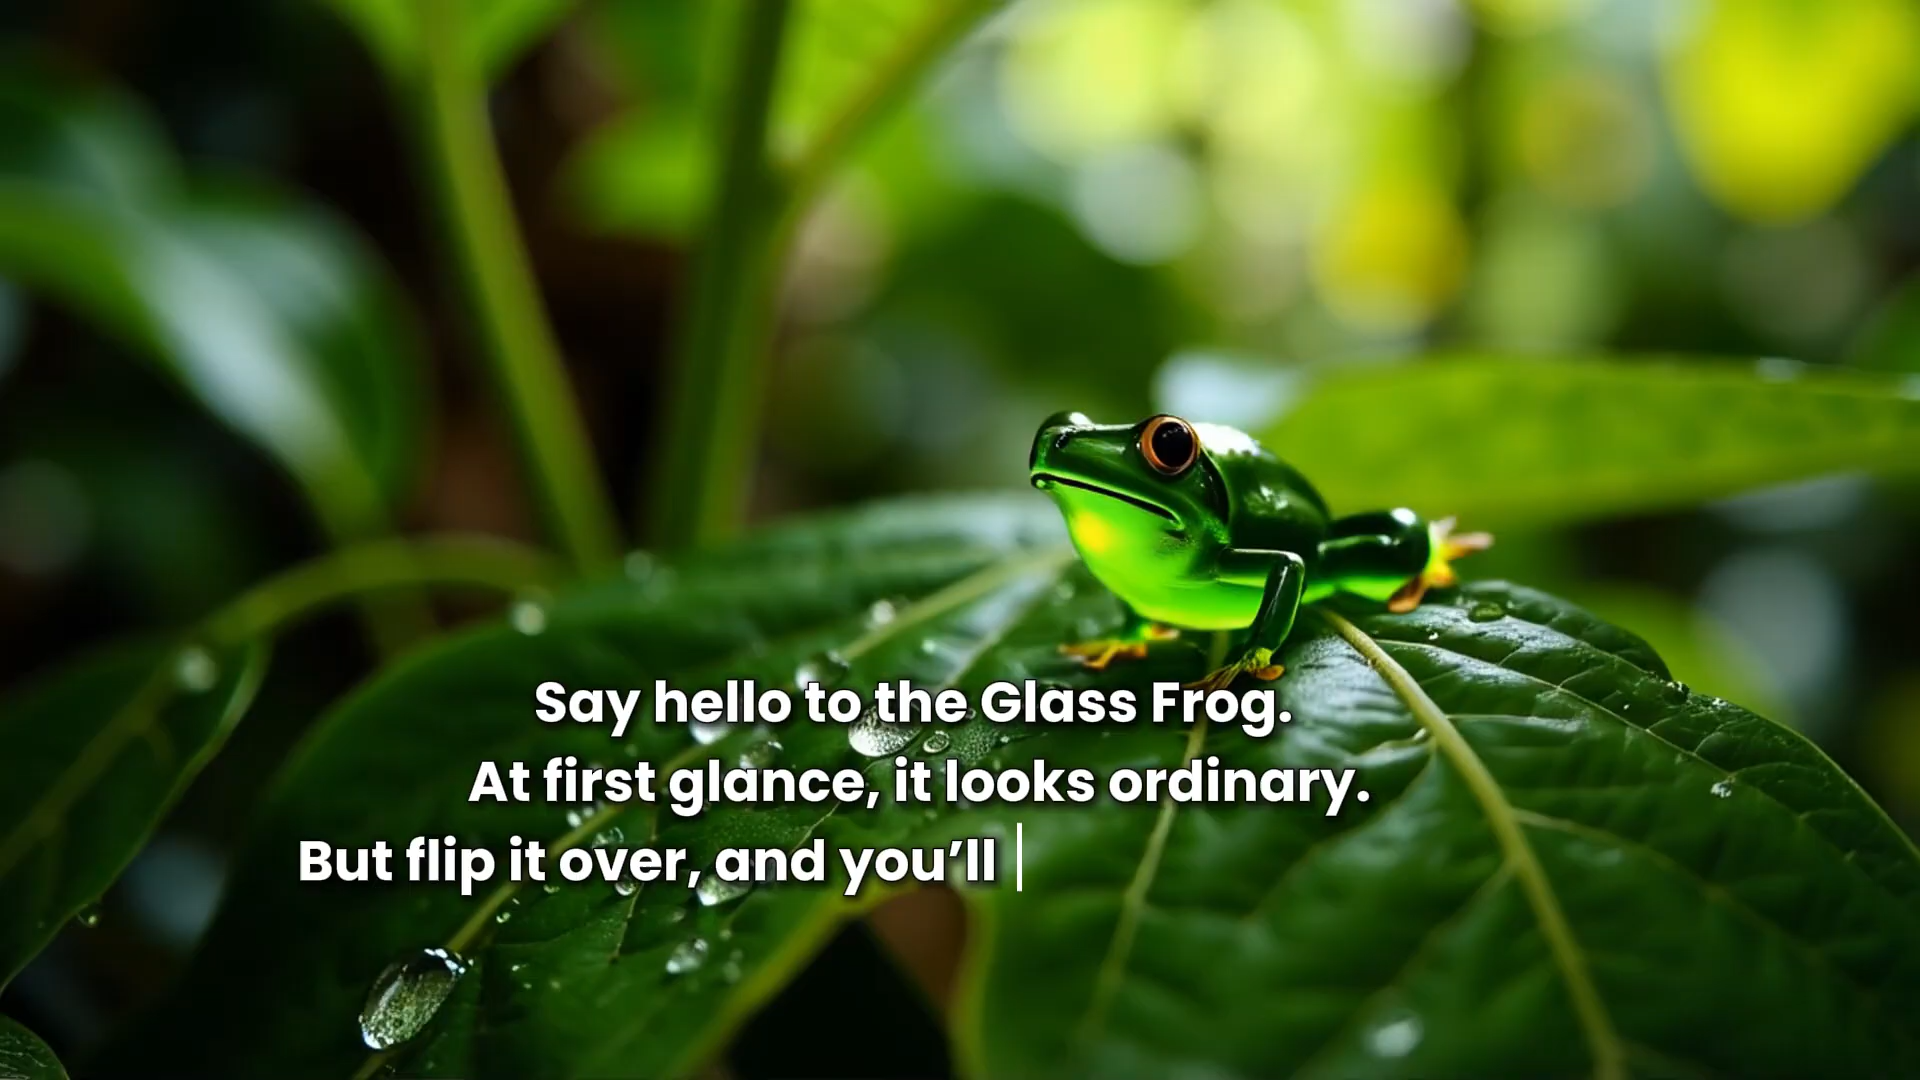 Say hello to the Glass Frog.
At first glance, it looks ordinary.
But flip it over, and you’ll